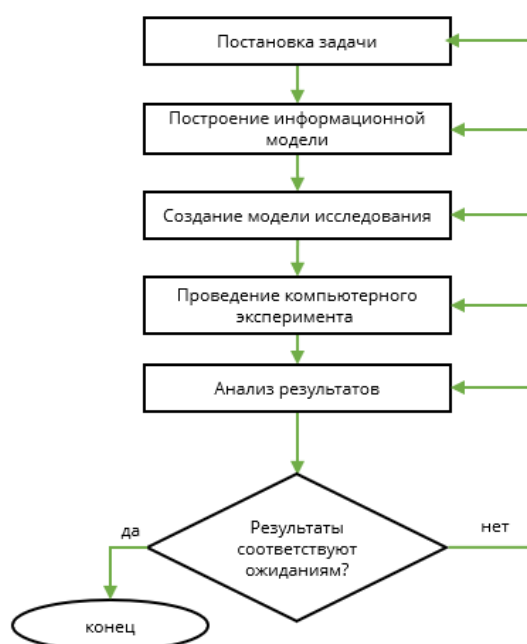 Постановка задачи
Построение информационной
модели
Создание модели исследования
Проведение компьютерного
эксперимента
Анализ результатов
да
Результаты
соответствуют
ожиданиям?
нет
конец